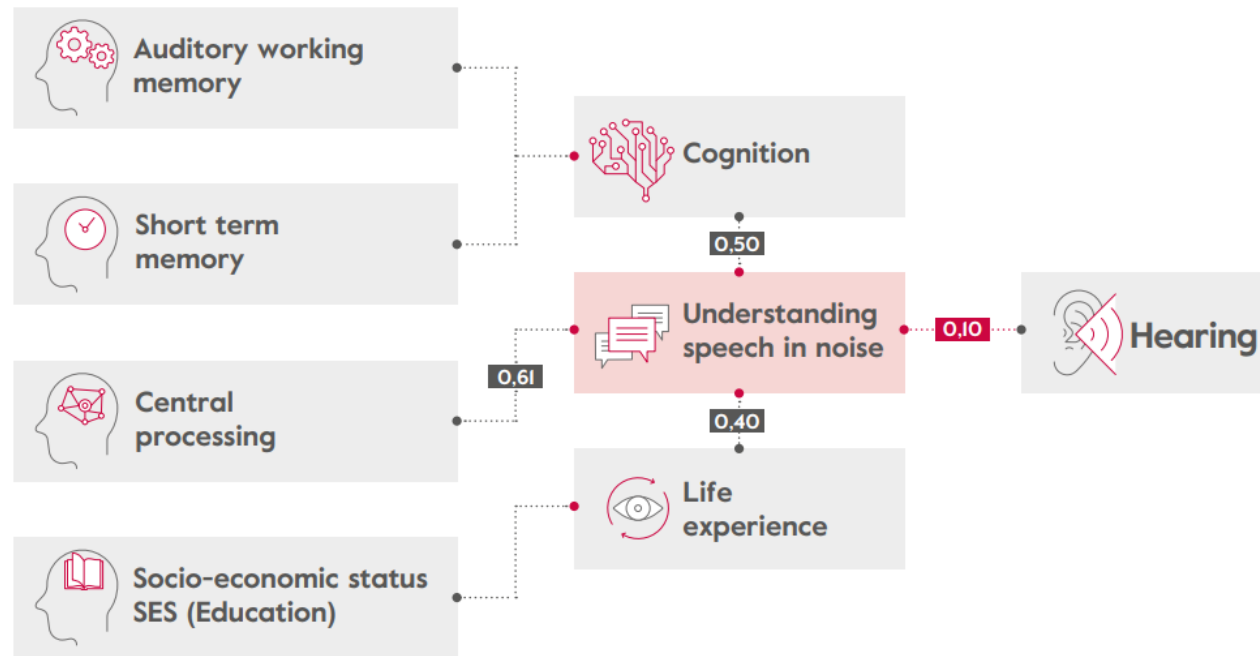 Auditory working
memory
Short term
memory
Central
processing
Socio-economic status
SES (Education)
Cognition
0,50
Understanding
speech in noise
0,61
0,40
Life
experience
0,10
Hearing